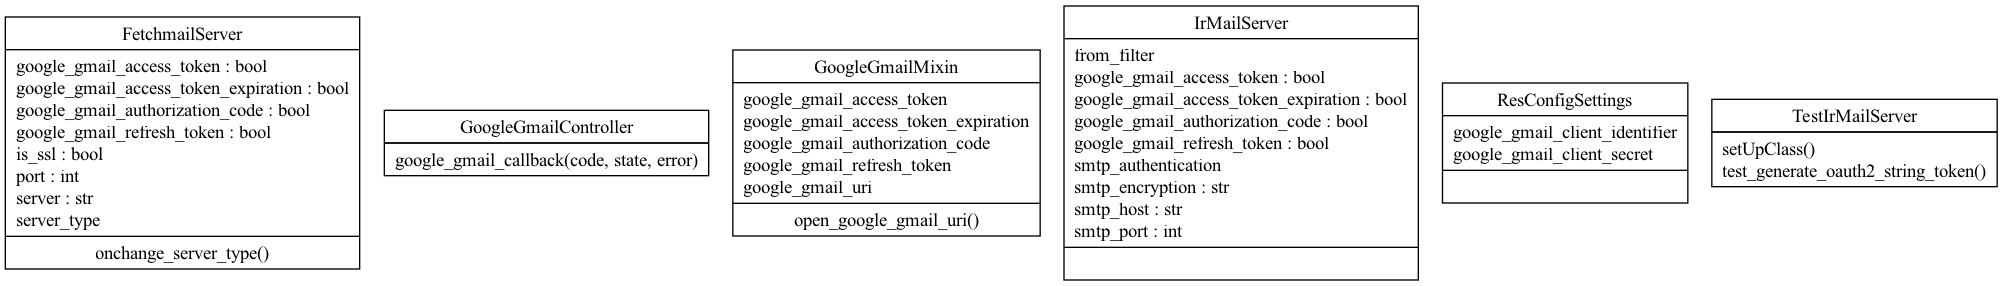 FetchmailServer
google_gmail_access_token : bool
google_gmail_access_token_expiration : bool
google_gmail_authorization_code : bool
google_gmail_refresh_token : bool
is_ssl : bool
port : int
server : str
server_type
onchange_server_type()
GoogleGmailController
google_gmail_callback(code, state, error)
GoogleGmailMixin
google_gmail_access_token
google_gmail_access_token_expiration
google_gmail_authorization_code
google_gmail_refresh_token
google_gmail_uri
open_google_gmail_uri()
IrMailServer
from_filter
google_gmail_access_token : bool
google_gmail_access_token_expiration : bool
google_gmail_authorization_code : bool
google_gmail_refresh_token : bool
smtp_authentication
smtp_encryption : str
smtp_host : str
smtp_port : int
ResConfigSettings
google_gmail_client_identifier
google_gmail_client_secret
TestIrMailServer
setUpClass()
test_generate_oauth2_string_token()